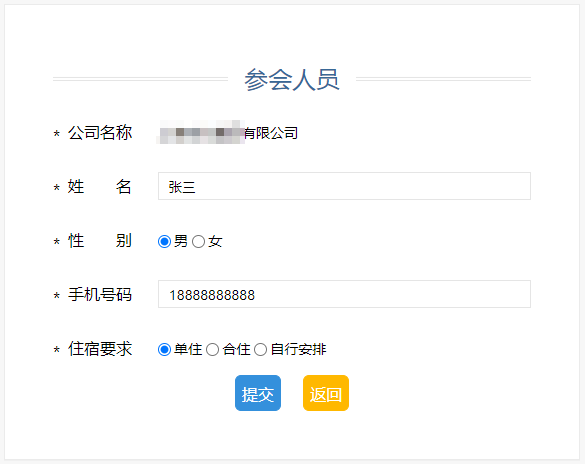 参会人员
* 公司名称 有限公司
* 姓 名 张三
* 性 别 男 女
* 手机号码 18888888888
* 住宿要求 单住 合住 自行安排
提交 返回